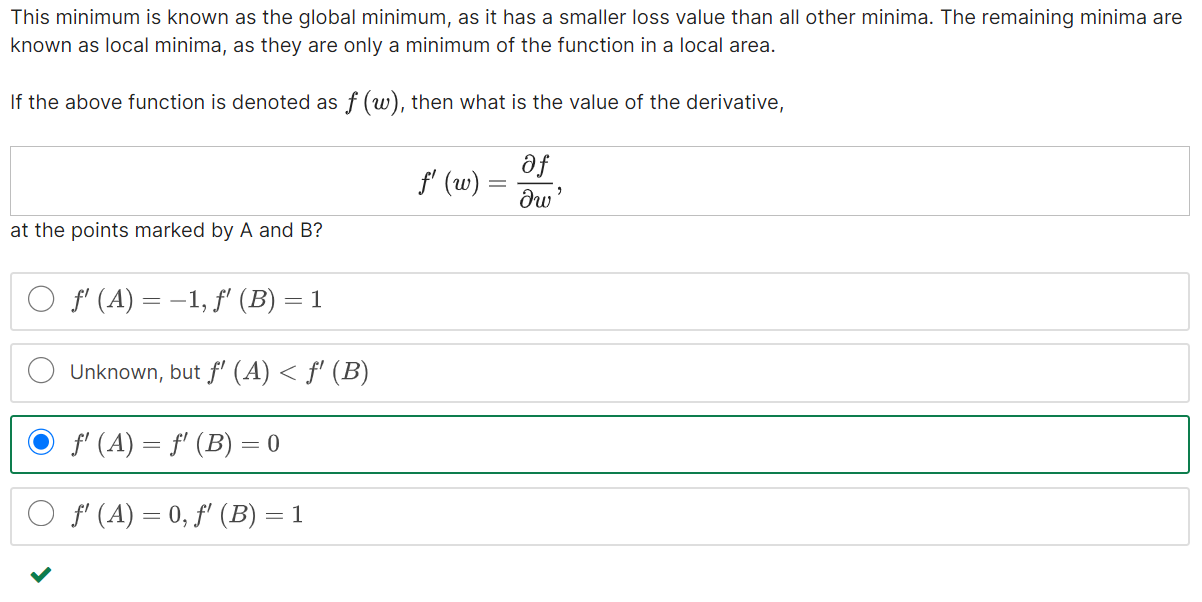 This minimum is known as the global minimum, as it has a smaller loss value than all other minima. The remaining minima are
known as local minima, as they are only a minimum of the function in a local area.
If the above function is denoted as f (w), then what is the value of the derivative,
f′ (w) = ∂f/∂w,
at the points marked by A and B?
f′ (A) = −1, f′ (B) = 1
Unknown, but f′ (A) < f′ (B)
f′ (A) = f′ (B) = 0
f′ (A) = 0, f′ (B) = 1